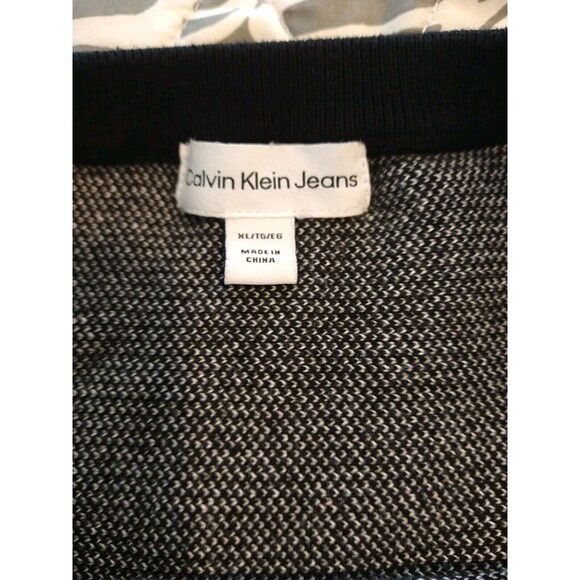 Calvin Klein Jeans
XL/TG/EG
MADE IN
CHINA